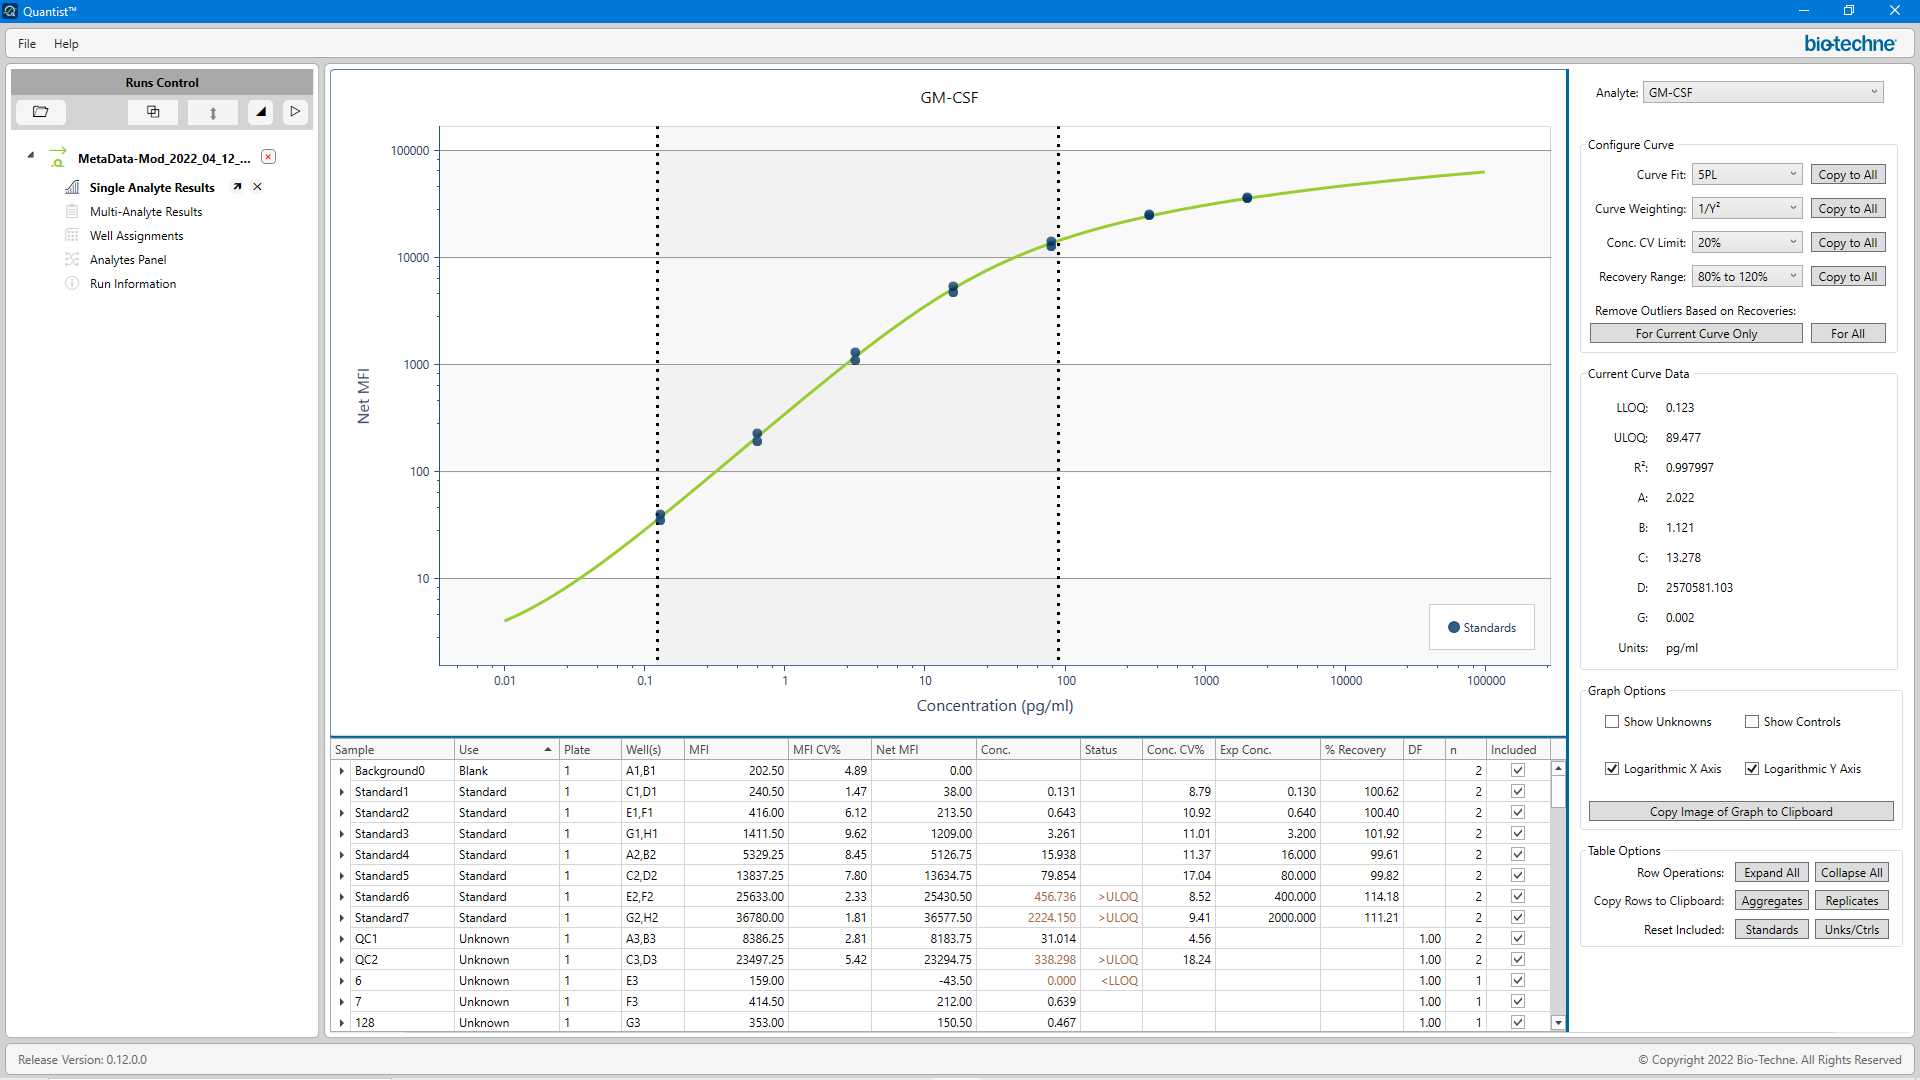 Quantist™
File Help
bio-techne
Runs Control
MetaData-Mod_2022_04_12_...
Single Analyte Results
Multi-Analyte Results
Well Assignments
Analytes Panel
Run Information
GM-CSF
Net MFI
100000
10000
1000
100
10
0.01 0.1 1 10 100 1000 10000 100000
Concentration (pg/ml)
Standards
Sample Use Plate Well(s) MFI MFI CV% Net MFI Conc. Status Conc. CV% Exp Conc. % Recovery DF n Included
Background0 Blank 1 A1,B1 202.50 4.89 0.00 2
Standard1 Standard 1 C1,D1 240.50 1.47 38.00 0.131 8.79 0.130 100.62 2
Standard2 Standard 1 E1,F1 416.00 6.12 213.50 0.643 10.92 0.640 100.40 2
Standard3 Standard 1 G1,H1 1411.50 9.62 1209.00 3.261 11.01 3.200 101.92 2
Standard4 Standard 1 A2,B2 5329.25 8.45 5126.75 15.938 11.37 16.000 99.61 2
Standard5 Standard 1 C2,D2 13837.25 7.80 13634.75 79.854 17.04 80.000 99.82 2
Standard6 Standard 1 E2,F2 25633.00 2.33 25430.50 456.736 >ULOQ 8.52 400.000 114.18 2
Standard7 Standard 1 G2,H2 36780.00 1.81 36577.50 2224.150 >ULOQ 9.41 2000.000 111.21 2
QC1 Unknown 1 A3,B3 8386.25 2.81 8183.75 31.014 4.56 1.00 2
QC2 Unknown 1 C3,D3 23497.25 5.42 23294.75 338.298 >ULOQ 18.24 1.00 2
6 Unknown 1 E3 159.00 -43.50 0.000 <LLOQ 1.00 1
7 Unknown 1 F3 414.50 212.00 0.639 1.00 1
128 Unknown 1 G3 353.00 150.50 0.467 1.00 1
Analyte: GM-CSF
Configure Curve
Curve Fit: 5PL Copy to All
Curve Weighting: 1/Y² Copy to All
Conc. CV Limit: 20% Copy to All
Recovery Range: 80% to 120% Copy to All
Remove Outliers Based on Recoveries:
For Current Curve Only For All
Current Curve Data
LLOQ: 0.123
ULOQ: 89.477
R²: 0.997997
A: 2.022
B: 1.121
C: 13.278
D: 2570581.103
G: 0.002
Units: pg/ml
Graph Options
Show Unknowns Show Controls
Logarithmic X Axis Logarithmic Y Axis
Copy Image of Graph to Clipboard
Table Options
Row Operations: Expand All Collapse All
Copy Rows to Clipboard: Aggregates Replicates
Reset Included: Standards Unks/Ctrls
Release Version: 0.12.0.0
© Copyright 2022 Bio-Techne. All Rights Reserved